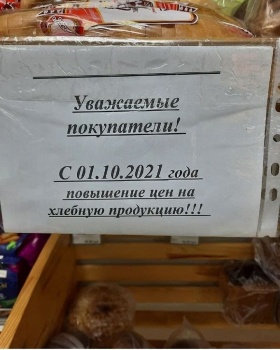 Уважаемые
покупатели!
С 01.10.2021 года
повышение цен на
хлебную продукцию!!!